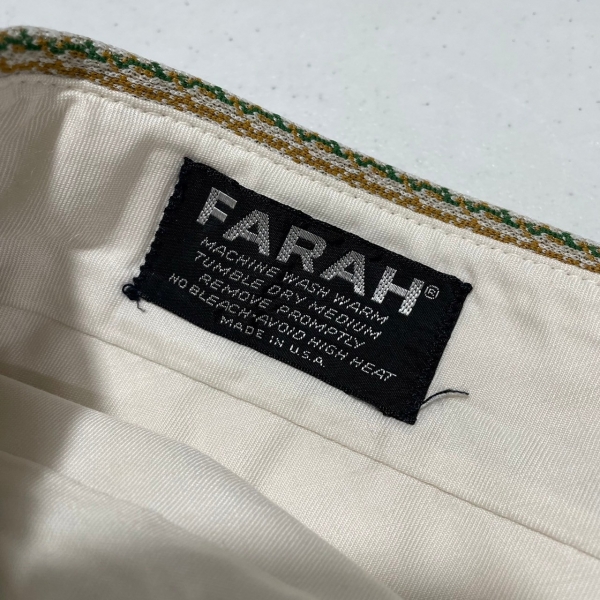 FARAH®
MACHINE WASH WARM
TUMBLE DRY MEDIUM
REMOVE PROMPTLY
NO BLEACH-AVOID HIGH HEAT
MADE IN U.S.A.